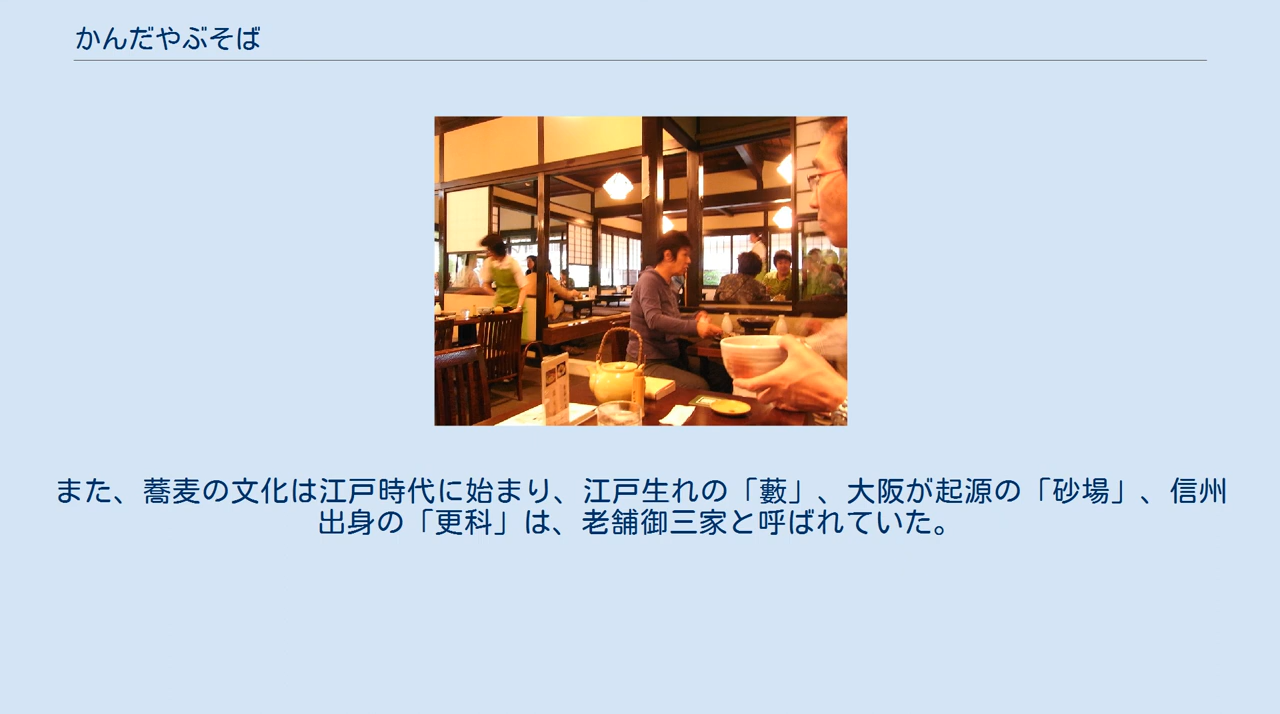 かんだやぶそば
また、蕎麦の文化は江戸時代に始まり、江戸生れの「藪」、大阪が起源の「砂場」、信州
出身の「更科」は、老舗御三家と呼ばれていた。